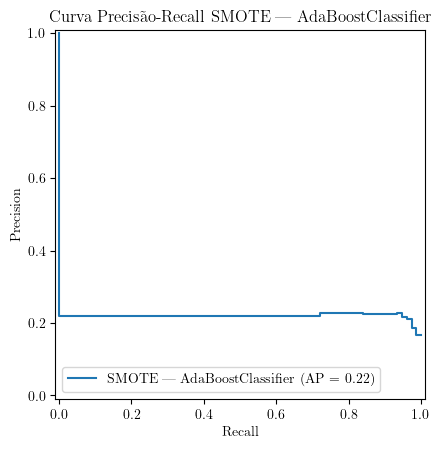 Curva Precisão-Recall SMOTE — AdaBoostClassifier
1.0
0.8
0.6
0.4
0.2
0.0
Precision
SMOTE — AdaBoostClassifier (AP = 0.22)
0.0 0.2 0.4 0.6 0.8 1.0
Recall